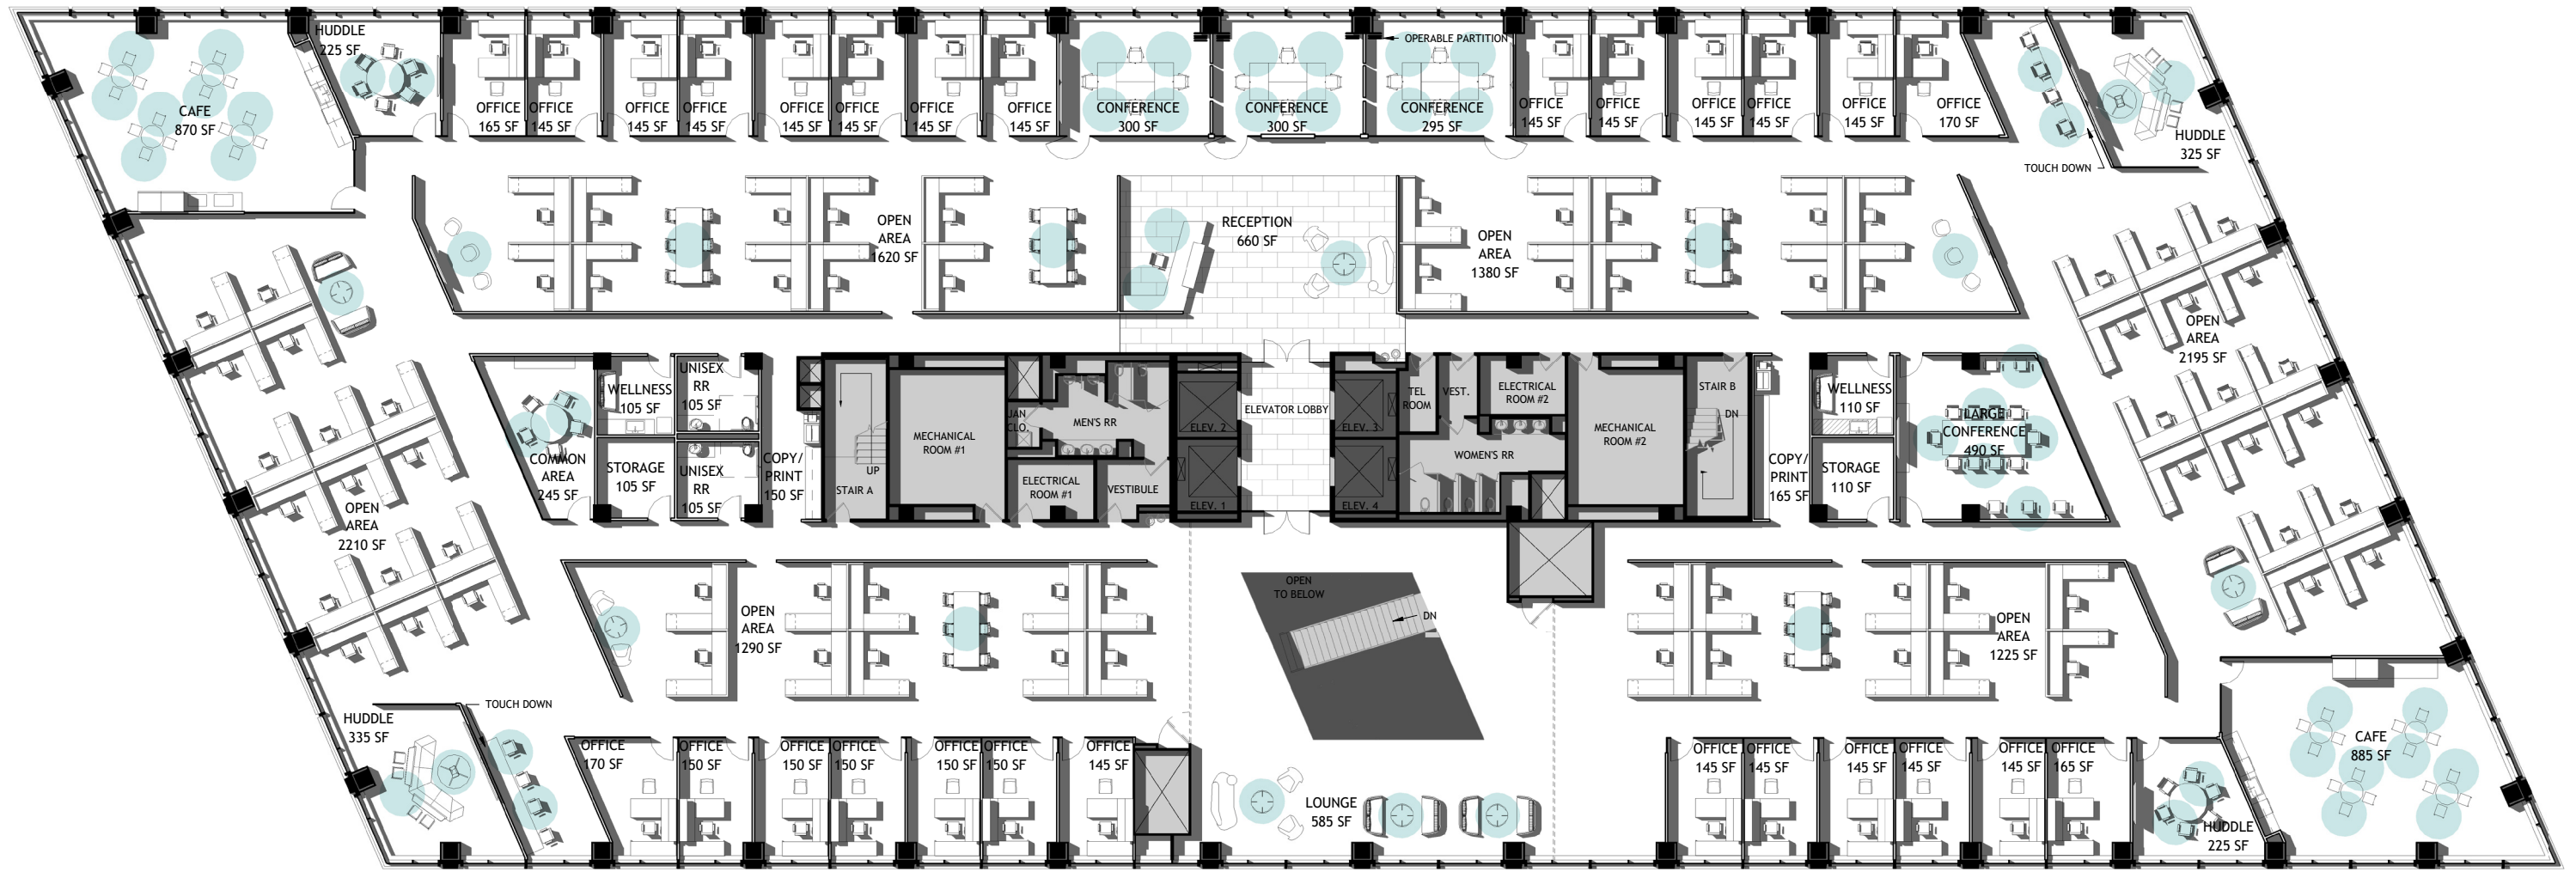 HUDDLE
225 SF
CAFE
870 SF
OFFICE
165 SF
OFFICE
145 SF
OFFICE
145 SF
OFFICE
145 SF
OFFICE
145 SF
OFFICE
145 SF
OFFICE
145 SF
OFFICE
145 SF
CONFERENCE
300 SF
CONFERENCE
300 SF
OPERABLE PARTITION
CONFERENCE
295 SF
OFFICE
145 SF
OFFICE
145 SF
OFFICE
145 SF
OFFICE
145 SF
OFFICE
145 SF
OFFICE
170 SF
TOUCH DOWN
HUDDLE
325 SF
OPEN
AREA
1620 SF
RECEPTION
660 SF
OPEN
AREA
1380 SF
OPEN
AREA
2195 SF
COMMON
AREA
245 SF
WELLNESS
105 SF
UNISEX
RR
105 SF
STORAGE
105 SF
UNISEX
RR
105 SF
COPY/
PRINT
150 SF
UP
STAIR A
MECHANICAL
ROOM #1
JAN
CLO.
MEN'S RR
ELECTRICAL
ROOM #1
VESTIBULE
ELEV. 2
ELEV. 1
ELEVATOR LOBBY
ELEV. 3
ELEV. 4
TEL
ROOM
VEST.
ELECTRICAL
ROOM #2
WOMEN'S RR
MECHANICAL
ROOM #2
STAIR B
DN
COPY/
PRINT
165 SF
WELLNESS
110 SF
STORAGE
110 SF
LARGE
CONFERENCE
490 SF
OPEN
AREA
2210 SF
OPEN
AREA
1290 SF
OPEN
TO BELOW
DN
OPEN
AREA
1225 SF
HUDDLE
335 SF
TOUCH DOWN
OFFICE
170 SF
OFFICE
150 SF
OFFICE
150 SF
OFFICE
150 SF
OFFICE
150 SF
OFFICE
150 SF
OFFICE
145 SF
LOUNGE
585 SF
OFFICE
145 SF
OFFICE
145 SF
OFFICE
145 SF
OFFICE
145 SF
OFFICE
145 SF
OFFICE
165 SF
HUDDLE
225 SF
CAFE
885 SF